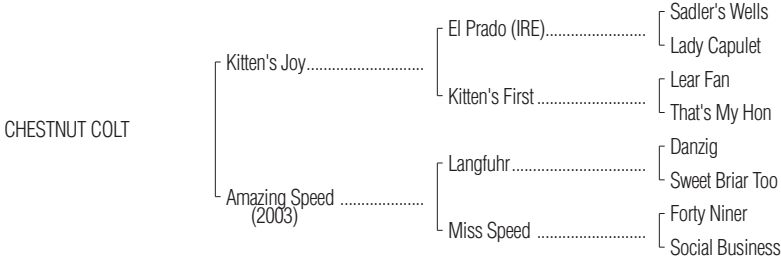 Sadler's Wells
El Prado (IRE)..........................
Lady Capulet
Kitten's Joy.............................
Lear Fan
Kitten's First ............................
That's My Hon
CHESTNUT COLT
Danzig
Langfuhr..................................
Sweet Briar Too
Amazing Speed .....................
(2003)
Forty Niner
Miss Speed ............................
Social Business